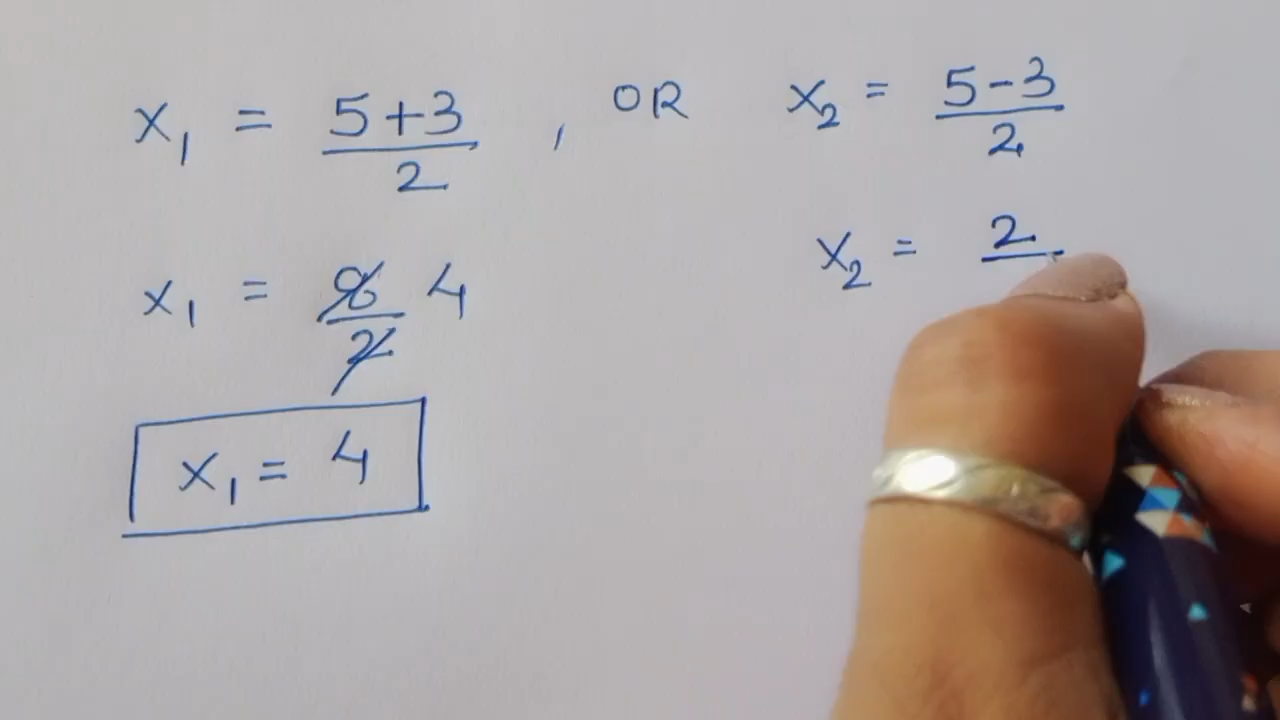 x₁ = 5+3/2 , OR x₂ = 5-3/2
x₁ = 8/2 4
x₂ = 2
x₁ = 4